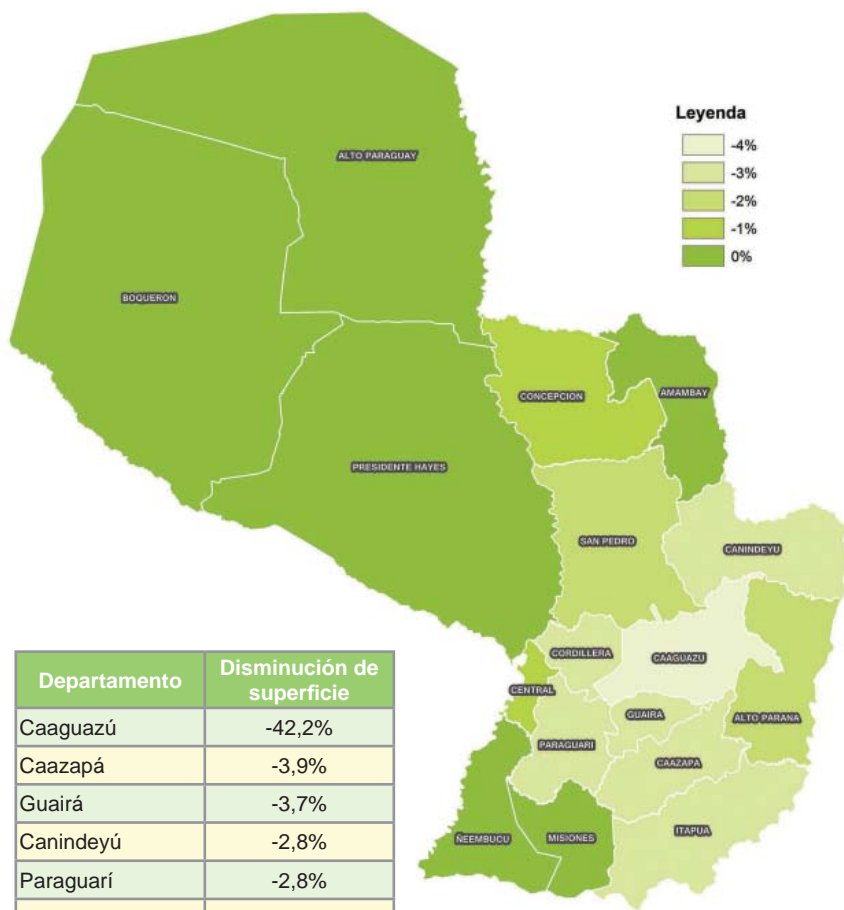 Leyenda
-4%
-3%
-2%
-1%
0%
ALTO PARAGUAY
BOQUERON
CONCEPCION
AMAMBAY
PRESIDENTE HAYES
SAN PEDRO
CANINDEYU
CORDILLERA
CAAGUAZU
CENTRAL
GUAIRA
ALTO PARANA
PARAGUARI
CAAZAPA
ITAPUA
ÑEEMBUCU
MISIONES
Departamento Disminución de
superficie
Caaguazú -42,2%
Caazapá -3,9%
Guairá -3,7%
Canindeyú -2,8%
Paraguarí -2,8%